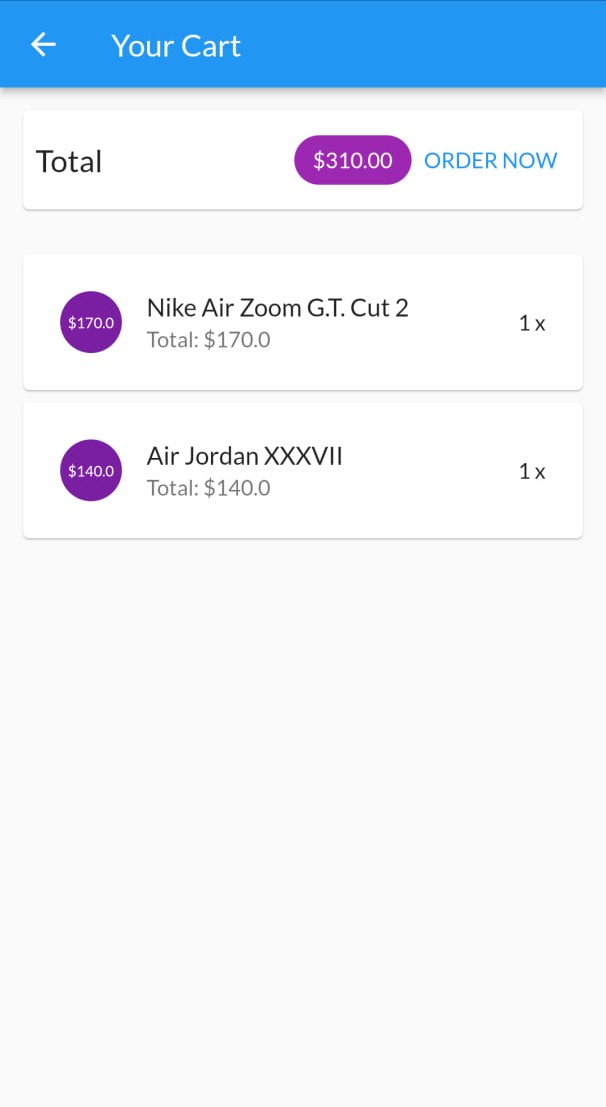 Your Cart
Total $310.00 ORDER NOW
$170.0 Nike Air Zoom G.T. Cut 2 1 x
Total: $170.0
$140.0 Air Jordan XXXVII 1 x
Total: $140.0